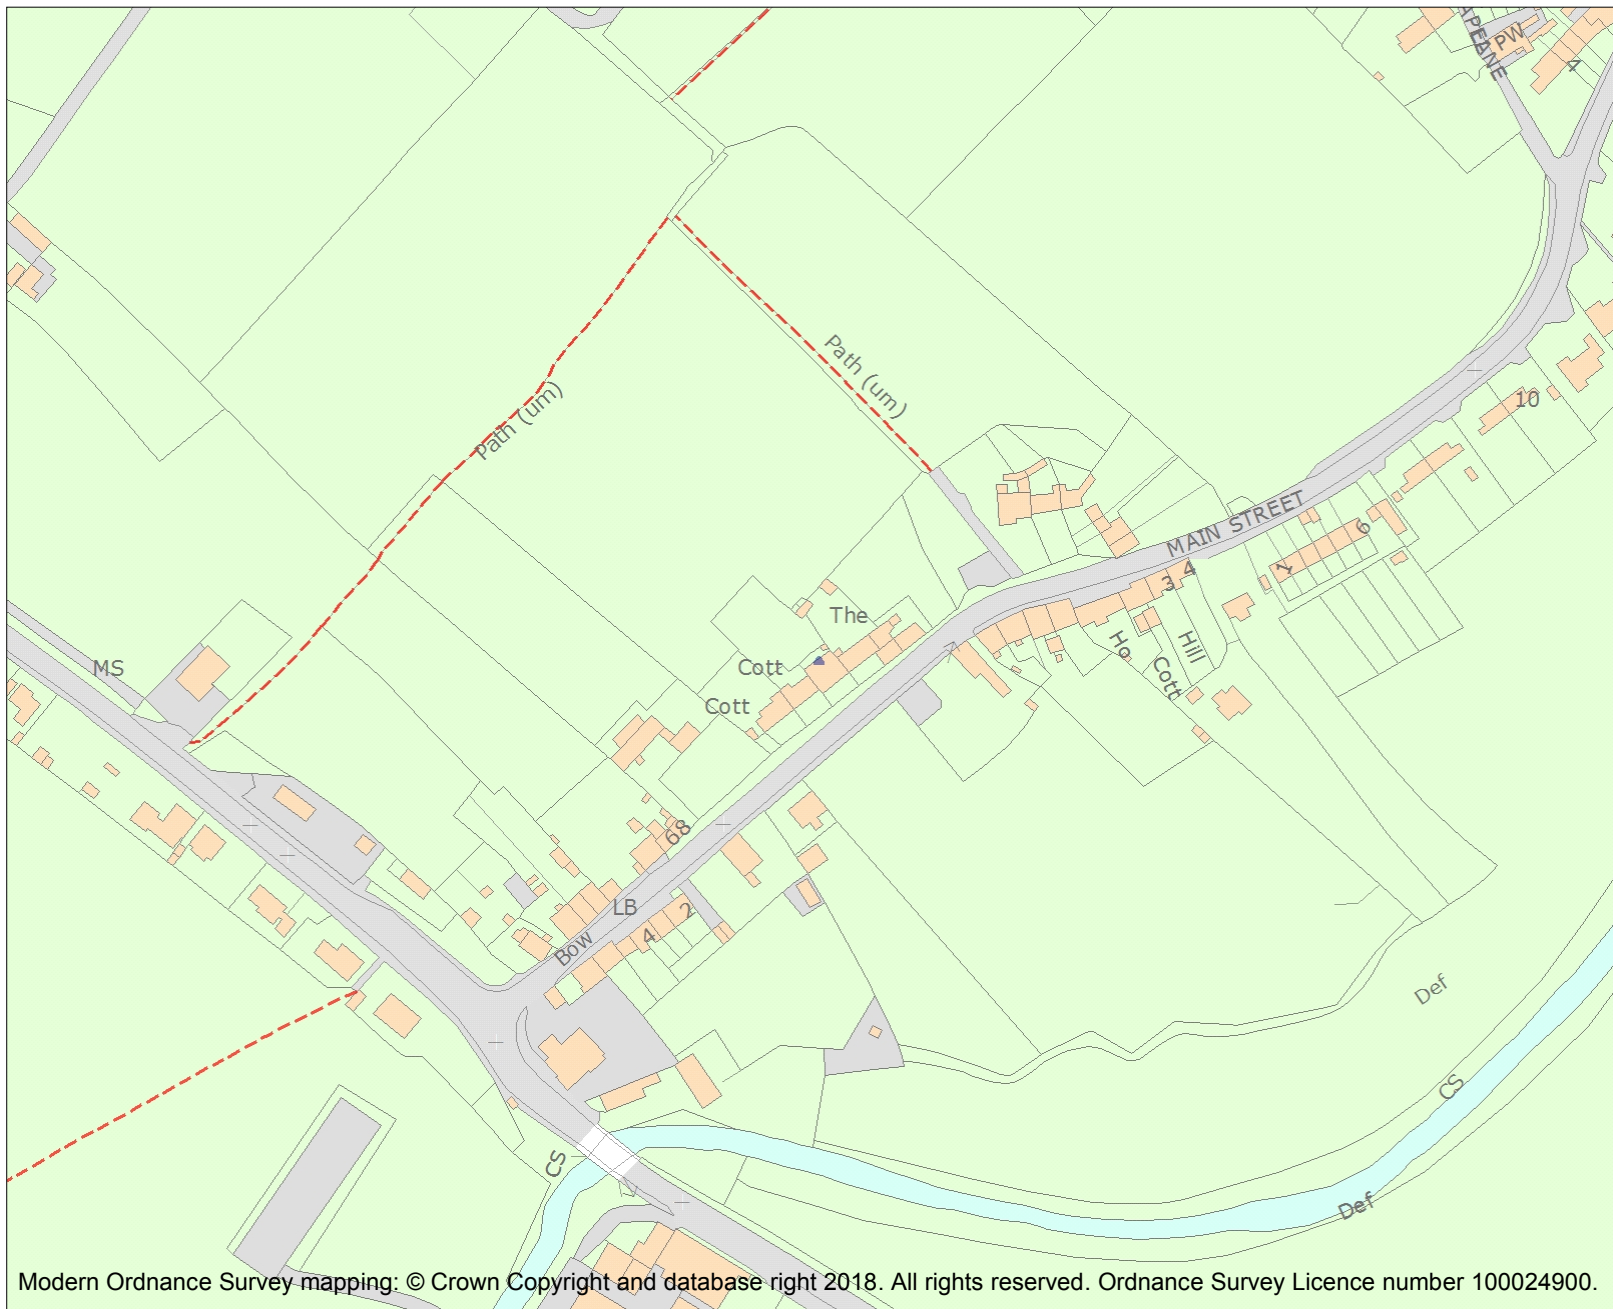 LANE
PW
4
Path (um)
Path (um)
10
MAIN STREET
6
1
3 4
The
Cott
Cott
Ho
Cott
Hill
MS
68
LB
2
4
Bow
Def
CS
CS
Def
Modern Ordnance Survey mapping: © Crown Copyright and database right 2018. All rights reserved. Ordnance Survey Licence number 100024900.